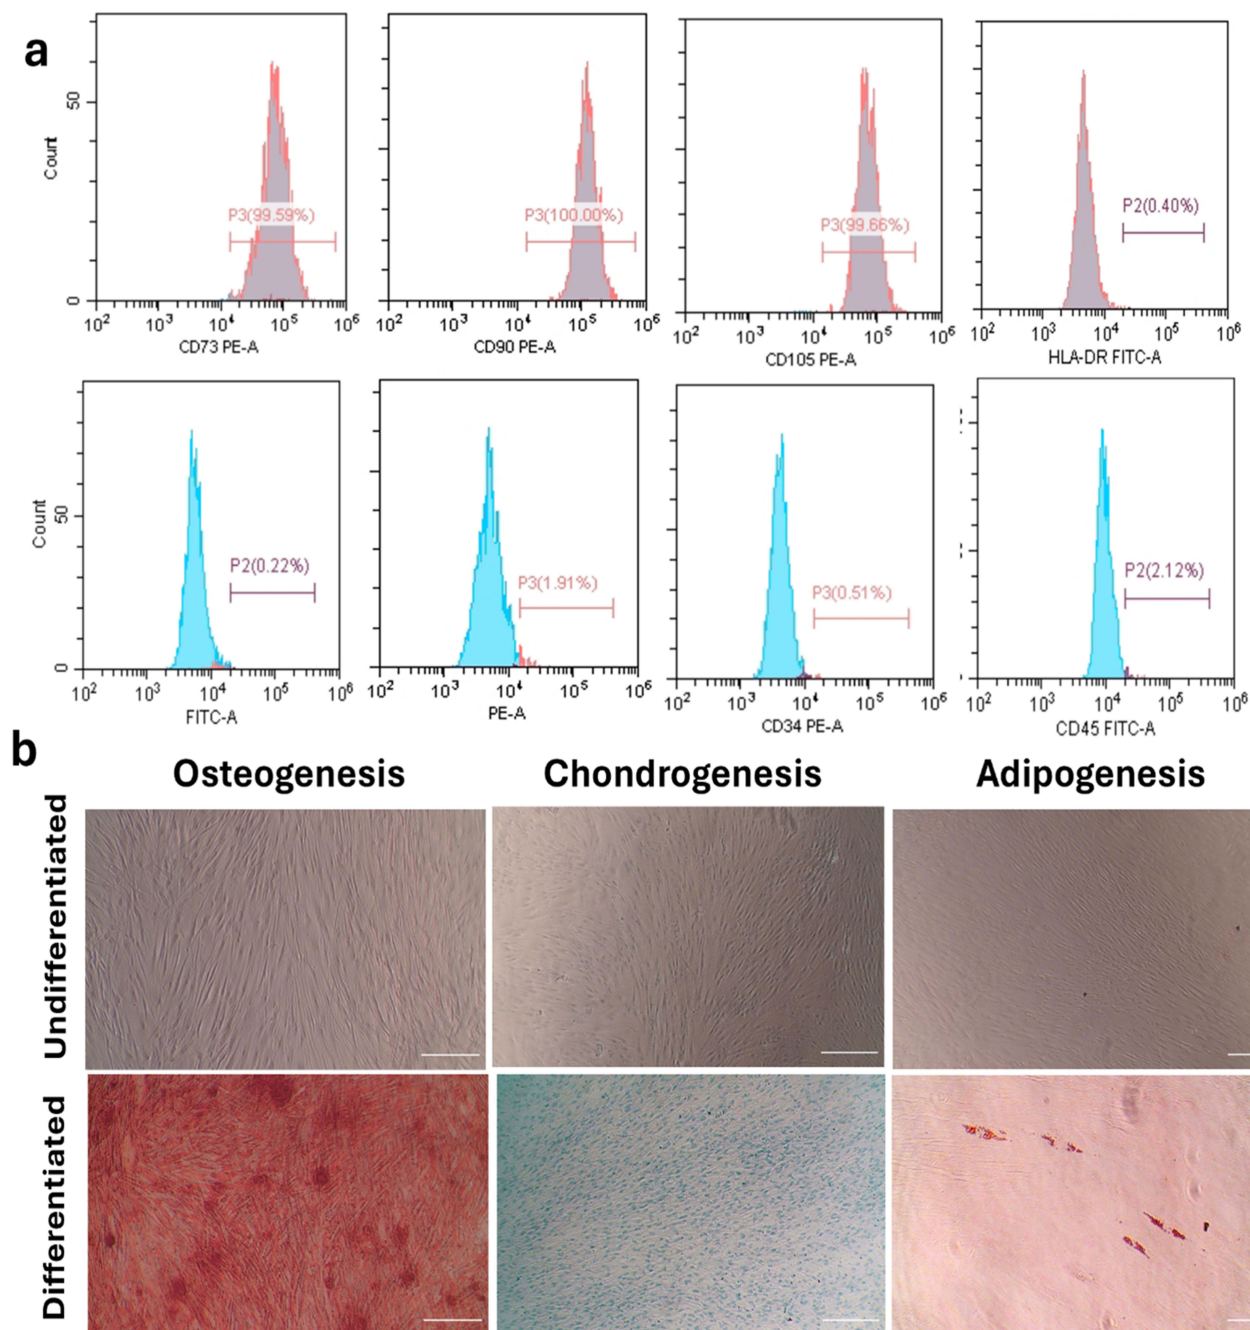 a
50
Count
0
P3(99.59%)
10² 10³ 10⁴ 10⁵ 10⁶
CD73 PE-A
P3(100.00%)
10² 10³ 10⁴ 10⁵ 10⁶
CD90 PE-A
P3(99.66%)
10² 10³ 10⁴ 10⁵ 10⁶
CD105 PE-A
P2(0.40%)
10² 10³ 10⁴ 10⁵ 10⁶
HLA-DR FITC-A
50
Count
0
P2(0.22%)
10² 10³ 10⁴ 10⁵ 10⁶
FITC-A
P3(1.91%)
10² 10³ 10⁴ 10⁵ 10⁶
PE-A
P3(0.51%)
10² 10³ 10⁴ 10⁵ 10⁶
CD34 PE-A
P2(2.12%)
10² 10³ 10⁴ 10⁵ 10⁶
CD45 FITC-A
b
Osteogenesis Chondrogenesis Adipogenesis
Undifferentiated
Differentiated